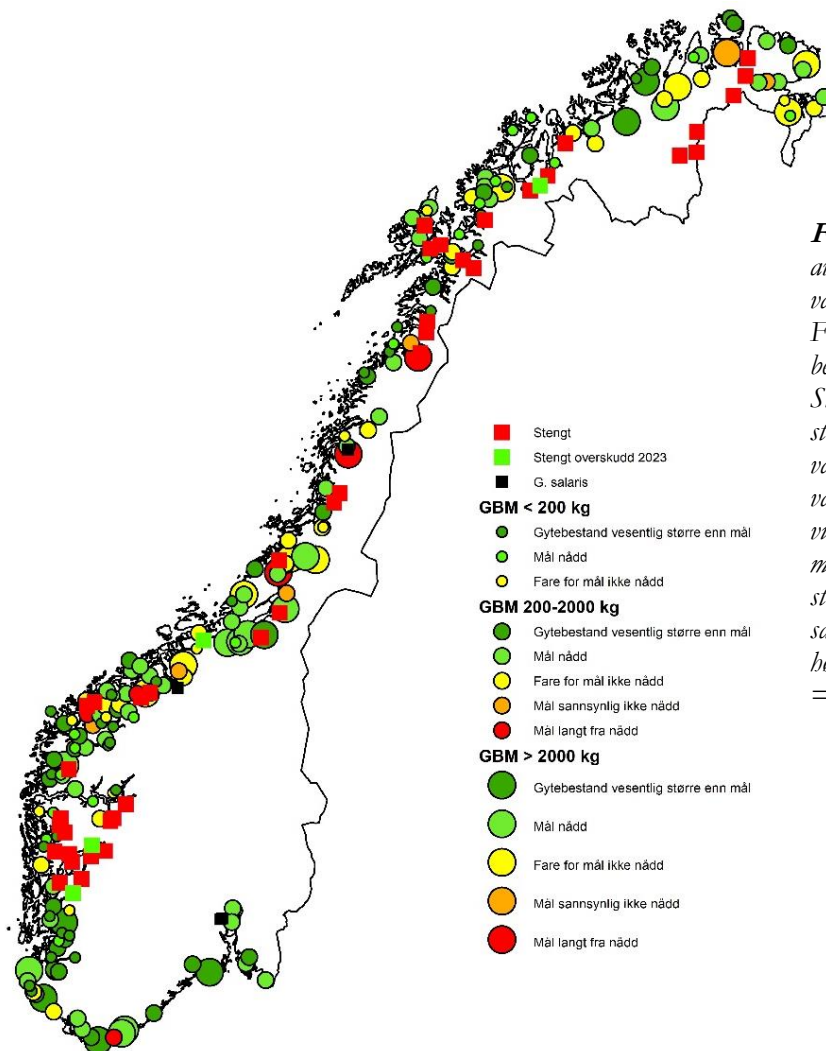 Stengt
Stengt overskudd 2023
G. salaris
GBM < 200 kg
Gytebestand vesentlig større enn mål
Mål nådd
Fare for mål ikke nådd
GBM 200-2000 kg
Gytebestand vesentlig større enn mål
Mål nådd
Fare for mål ikke nådd
Mål sannsynlig ikke nådd
Mål langt fra nådd
GBM > 2000 kg
Gytebestand vesentlig større enn mål
Mål nådd
Fare for mål ikke nådd
Mål sannsynlig ikke nådd
Mål langt fra nådd